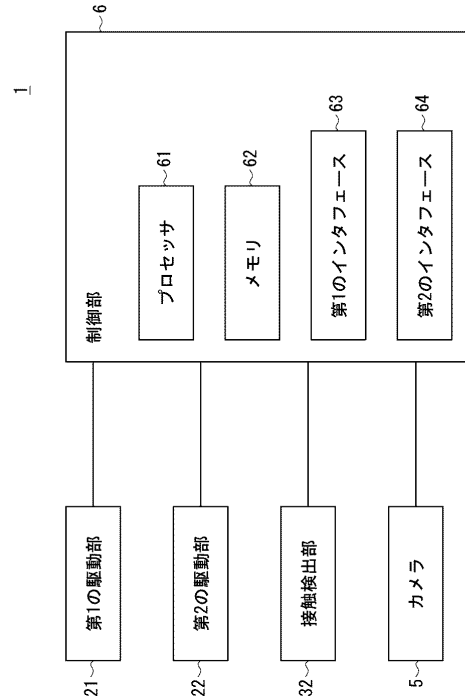 1
6
制御部
プロセッサ
61
メモリ
62
第1のインタフェース
63
第2のインタフェース
64
第1の駆動部
21
第2の駆動部
22
接触検出部
32
カメラ
5